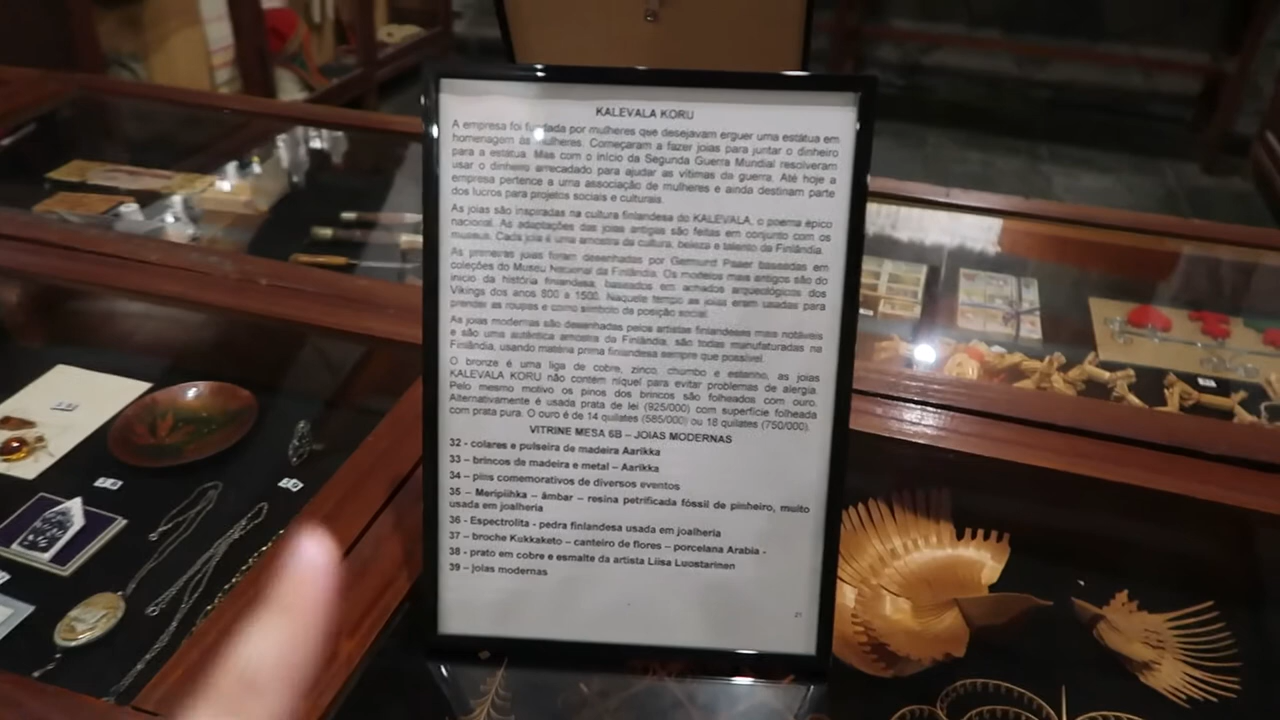 KALEVALA KORU
A empresa foi fundada por mulheres que desejavam erguer uma estátua em
homenagem às mulheres. Começaram a fazer joias para juntar o dinheiro
para a estátua. Mas com o início da Segunda Guerra Mundial resolveram
usar o dinheiro arrecadado para ajudar as vítimas da guerra. Até hoje a
empresa pertence a uma associação de mulheres e ainda destinam parte
dos lucros para projetos sociais e culturais.
As joias são inspiradas na cultura finlandesa do KALEVALA, o poema épico
nacional. As adaptações das joias antigas são feitas em conjunto com os
museus. Cada joia é uma amostra da cultura, beleza e talento da Finlândia.
As primeiras joias foram desenhadas por Germund Paaer baseadas em
coleções do Museu Nacional da Finlândia. Os modelos mais antigos são do
início da história finlandesa, baseados em achados arqueológicos dos
Vikings dos anos 800 a 1500. Naquele tempo as joias eram usadas para
prender as roupas e como símbolo da posição social.
As joias modernas são desenhadas pelos artistas finlandeses mais notáveis
e são uma autêntica amostra da Finlândia, são todas manufaturadas na
Finlândia, usando matéria prima finlandesa sempre que possível.
O bronze é uma liga de cobre, zinco, chumbo e estanho, as joias
KALEVALA KORU não contem níquel para evitar problemas de alergia.
Pelo mesmo motivo os pinos dos brincos são folheados com ouro.
Alternativamente é usada prata de lei (925/000) com superfície folheada
com prata pura. O ouro é de 14 quilates (585/000) ou 18 quilates (750/000).
VITRINE MESA 6B – JOIAS MODERNAS
32 - colares e pulseira de madeira Aarikka
33 – brincos da madeira e metal – Aarikka
34 – pins comemorativos de diversos eventos
35 – Meripiihka – âmbar – resina petrificada fóssil de pinheiro, muito
usada em joalheria
36 - Espectrolita - pedra finlandesa usada em joalheria
37 – broche Kukkaketo – canteiro de flores – porcelana Arabia -
38 - prato em cobre e esmalte da artista Liisa Luostarinen
39 – joias modernas
21
38